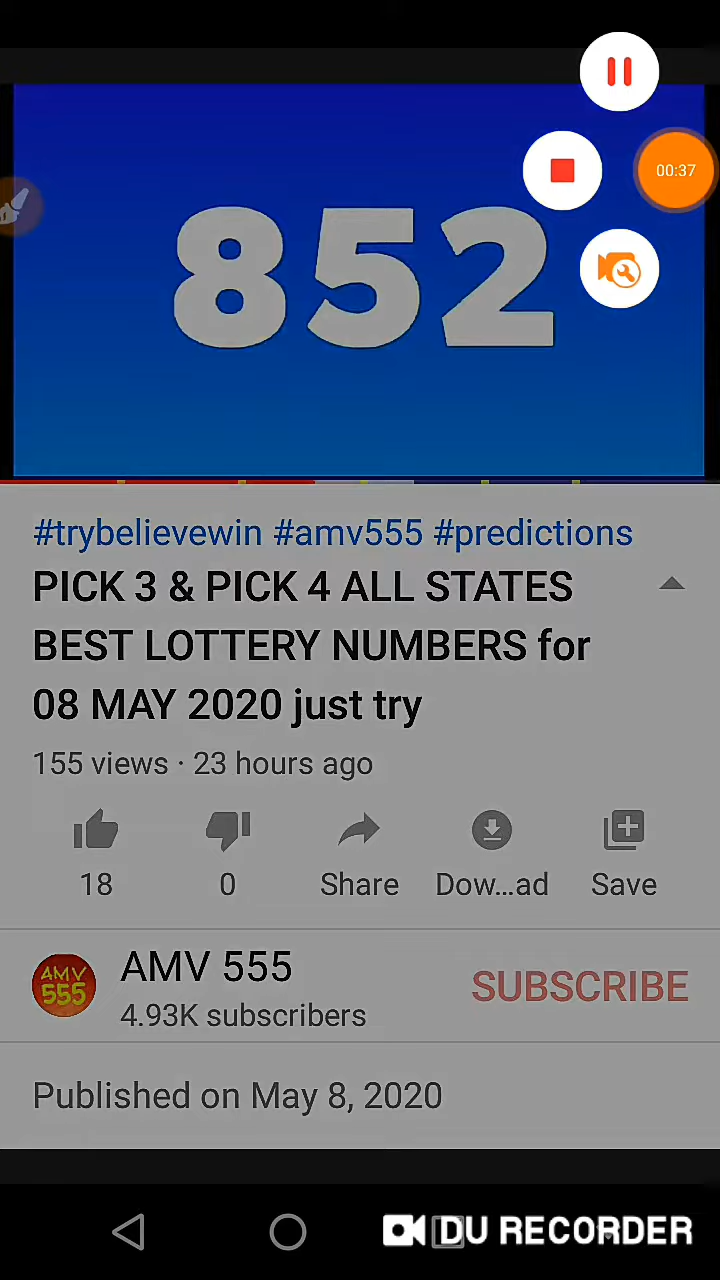 00:37
852
#trybelievewin #amv555 #predictions
PICK 3 & PICK 4 ALL STATES
BEST LOTTERY NUMBERS for
08 MAY 2020 just try
155 views · 23 hours ago
18 0 Share Dow...ad Save
AMV 555
AMV 555
4.93K subscribers
SUBSCRIBE
Published on May 8, 2020
DU RECORDER